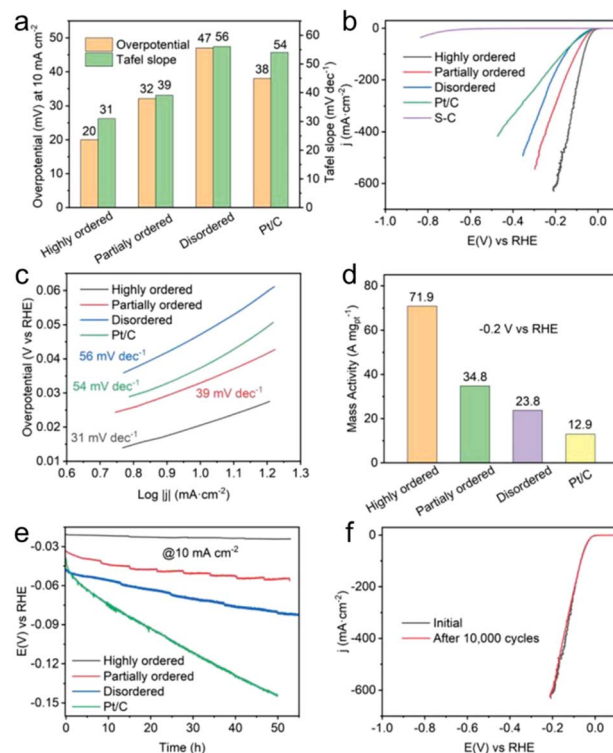 a
Overpotential (mV) at 10 mA cm⁻²
50
40
30
20
10
0
Overpotential
Tafel slope
20
31
32
39
47
56
38
54
60
50
40
30
20
10
0
Tafel slope (mV dec⁻¹)
Highly ordered
Partialy ordered
Disordered
Pt/C
b
j (mA·cm⁻²)
0
-200
-400
-600
Highly ordered
Partially ordered
Disordered
Pt/C
S-C
-1.0
-0.8
-0.6
-0.4
-0.2
0.0
E(V) vs RHE
c
Overpotential (V vs RHE)
0.06
0.05
0.04
0.03
0.02
0.01
Highly ordered
Partially ordered
Disordered
Pt/C
56 mV dec⁻¹
54 mV dec⁻¹
39 mV dec⁻¹
31 mV dec⁻¹
0.6
0.7
0.8
0.9
1.0
1.1
1.2
1.3
Log |j| (mA·cm⁻²)
d
Mass Activity (A mgpt⁻¹)
80
60
40
20
0
71.9
34.8
23.8
12.9
-0.2 V vs RHE
Highly ordered
Partialy ordered
Disordered
Pt/C
e
E(V) vs RHE
-0.03
-0.06
-0.09
-0.12
-0.15
@10 mA cm⁻²
Highly ordered
Partially ordered
Disordered
Pt/C
0
10
20
30
40
50
Time (h)
f
j (mA·cm⁻²)
0
-200
-400
-600
Initial
After 10,000 cycles
-1.0
-0.8
-0.6
-0.4
-0.2
0.0
E(V) vs RHE